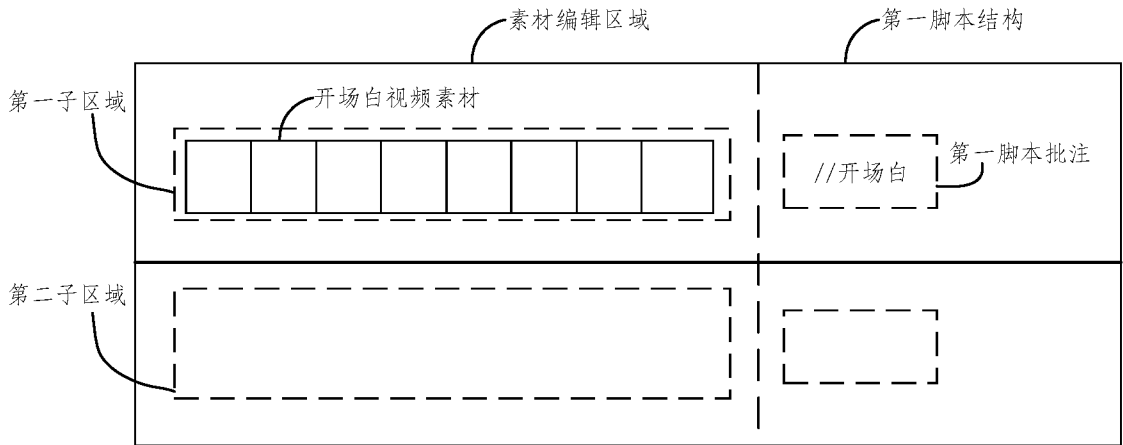 素材编辑区域
第一脚本结构
第一子区域
开场白视频素材
第一脚本批注
//开场白
第二子区域